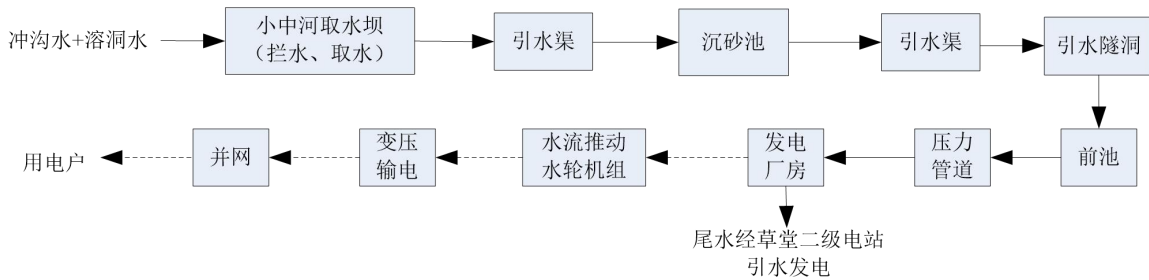 冲沟水+溶洞水
小中河取水坝
（拦水、取水）
引水渠
沉砂池
引水渠
引水隧洞
用电户
并网
变压
输电
水流推动
水轮机组
发电
厂房
压力
管道
前池
尾水经草堂二级电站
引水发电